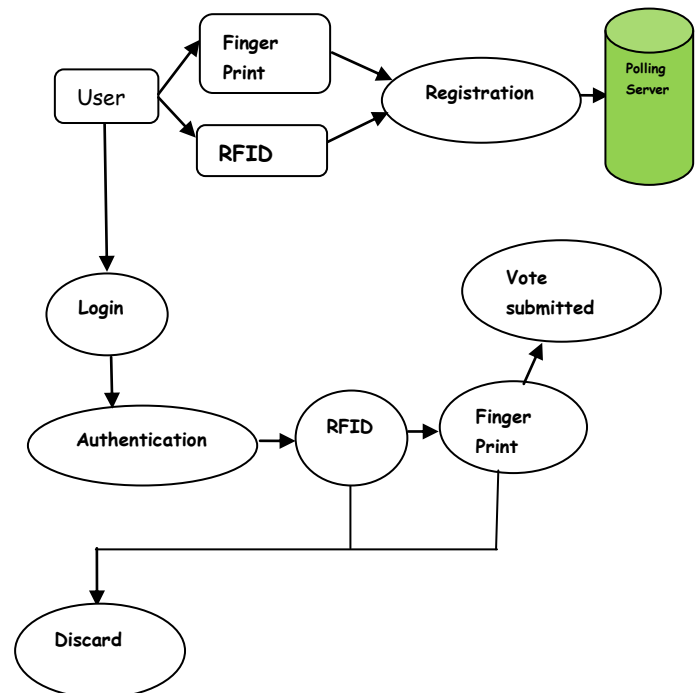 Finger
Print
User
RFID
Registration
Polling
Server
Login
Vote
submitted
Authentication
RFID
Finger
Print
Discard